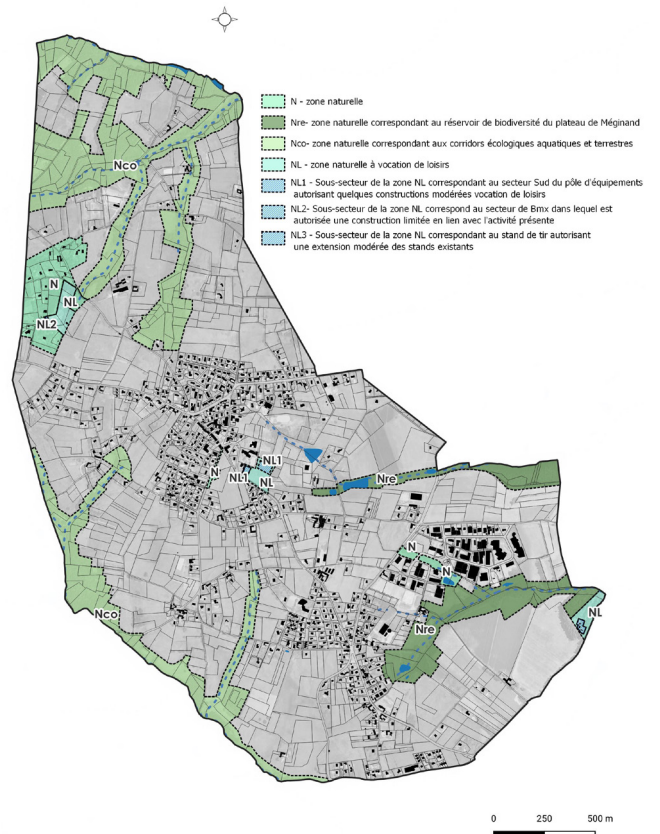 N - zone naturelle
Nre- zone naturelle correspondant au réservoir de biodiversité du plateau de Méginand
Nco- zone naturelle correspondant aux corridors écologiques aquatiques et terrestres
NL - zone naturelle à vocation de loisirs
NL1 - Sous-secteur de la zone NL correspondant au secteur Sud du pôle d'équipements
autorisant quelques constructions modérées vocation de loisirs
NL2- Sous-secteur de la zone NL correspond au secteur de Bmx dans lequel est
autorisée une construction limitée en lien avec l'activité présente
NL3 - Sous-secteur de la zone NL correspondant au stand de tir autorisant
une extension modérée des stands existants
Nco
N
NL
NL2
NL1
N
NL1
NL
Nre
N
N
NL
Nco
Nre
0 250 500 m